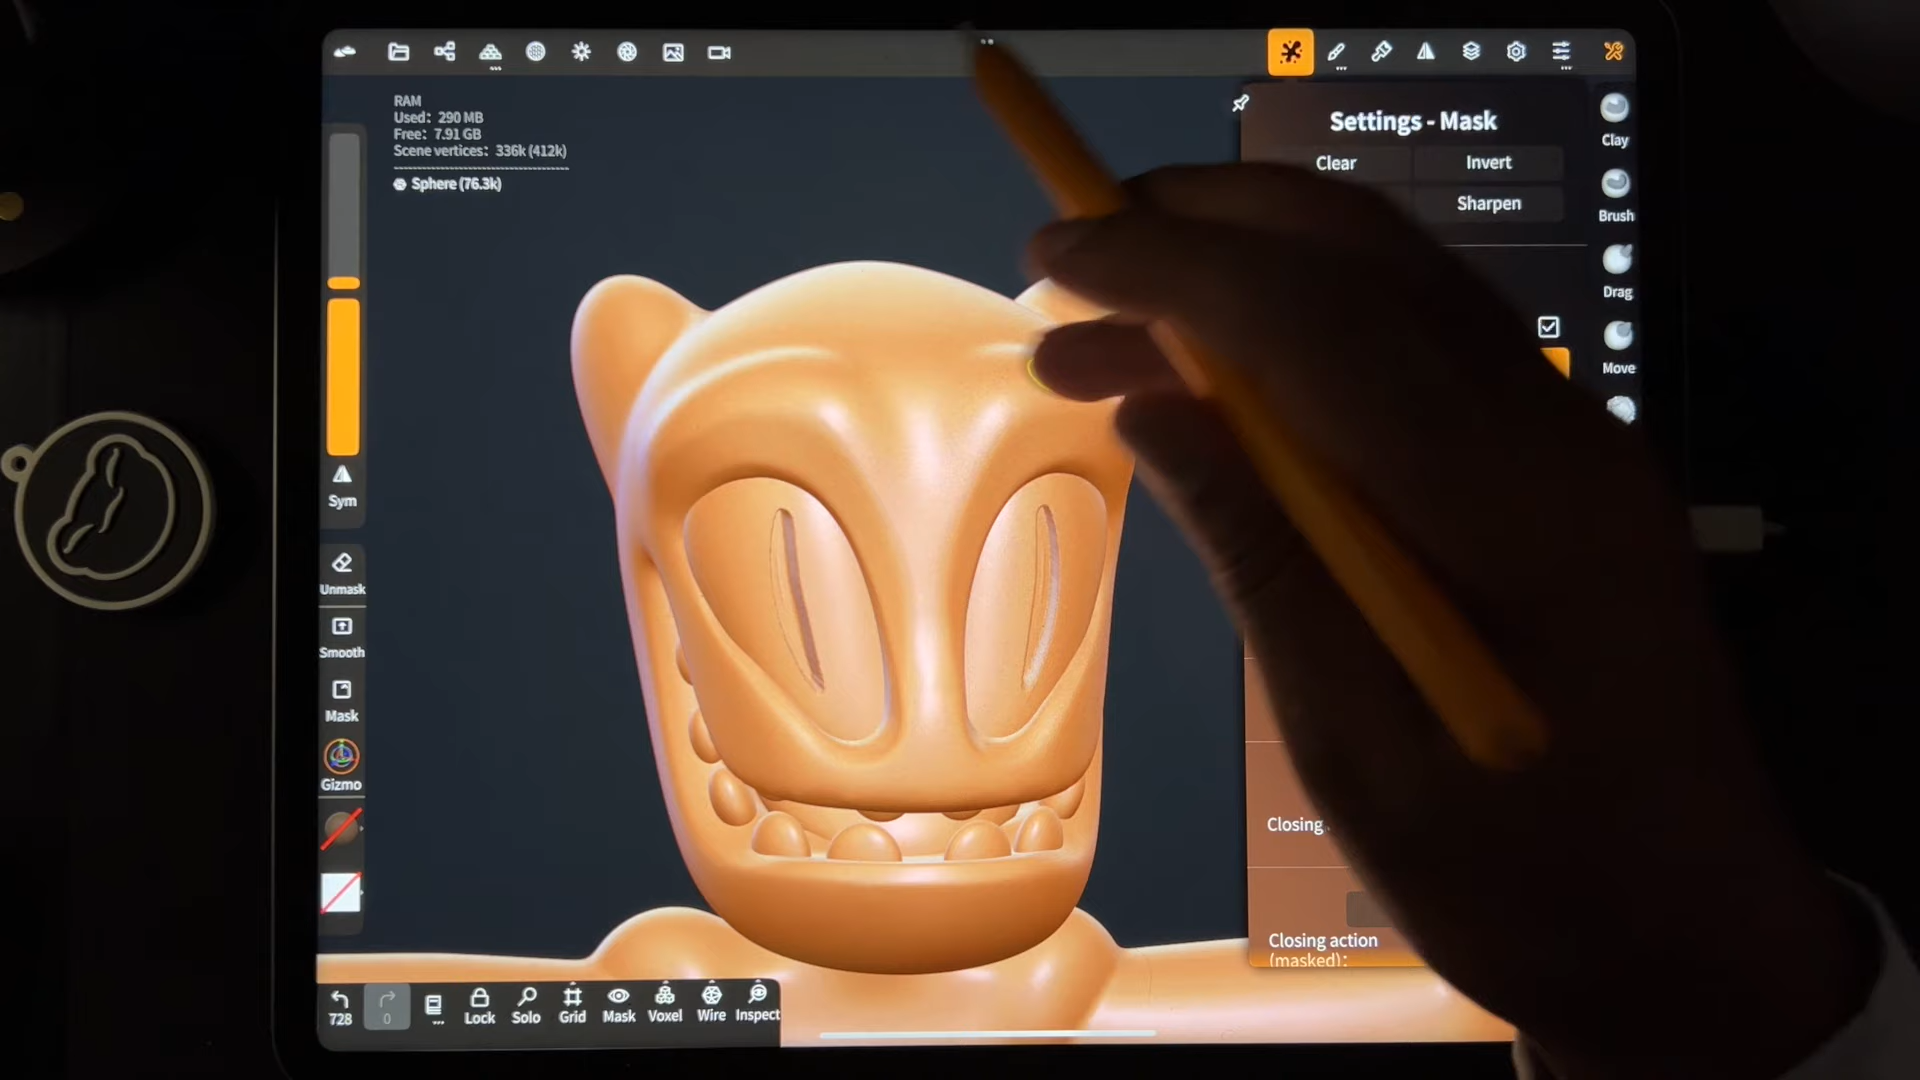 RAM
Used: 290 MB
Free: 7.91 GB
Scene vertices: 336k (412k)
Sphere (76.3k)
Settings - Mask
Clear
Invert
Sharpen
Clay
Brush
Drag
Move
Sym
Unmask
Smooth
Mask
Gizmo
Closing
Closing action
(masked):
728
0
Lock
Solo
Grid
Mask
Voxel
Wire
Inspect